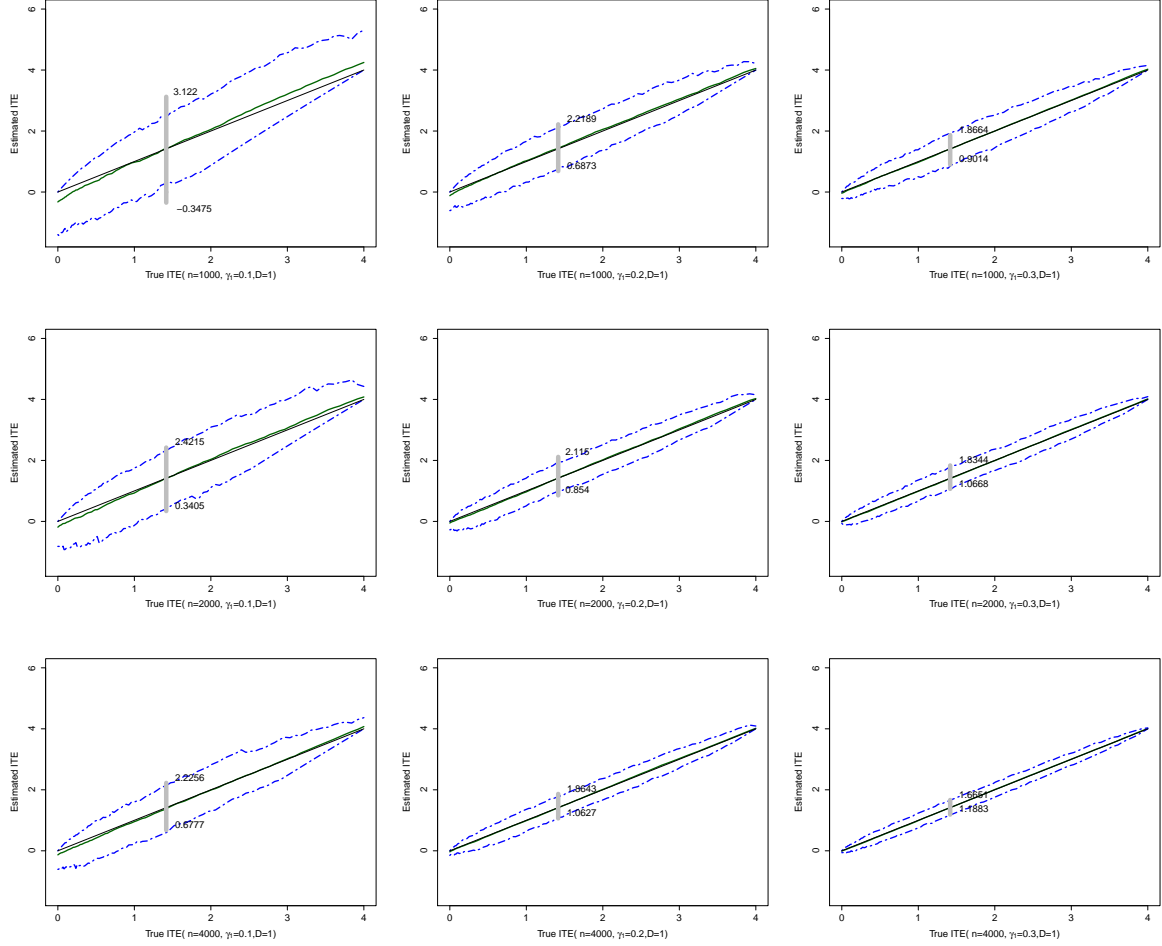 6
4
2
0
Estimated ITE
3.122
−0.3475
0 1 2 3 4
True ITE( n=1000, γ1=0.1,D=1)
6
4
2
0
Estimated ITE
2.2189
0.6873
0 1 2 3 4
True ITE( n=1000, γ1=0.2,D=1)
6
4
2
0
Estimated ITE
1.8664
0.9014
0 1 2 3 4
True ITE( n=1000, γ1=0.3,D=1)
6
4
2
0
Estimated ITE
2.4215
0.3405
0 1 2 3 4
True ITE( n=2000, γ1=0.1,D=1)
6
4
2
0
Estimated ITE
2.115
0.854
0 1 2 3 4
True ITE( n=2000, γ1=0.2,D=1)
6
4
2
0
Estimated ITE
1.8344
1.0668
0 1 2 3 4
True ITE( n=2000, γ1=0.3,D=1)
6
4
2
0
Estimated ITE
2.2256
0.6777
0 1 2 3 4
True ITE( n=4000, γ1=0.1,D=1)
6
4
2
0
Estimated ITE
1.8643
1.0627
0 1 2 3 4
True ITE( n=4000, γ1=0.2,D=1)
6
4
2
0
Estimated ITE
1.1883
0 1 2 3 4
True ITE( n=4000, γ1=0.3,D=1)